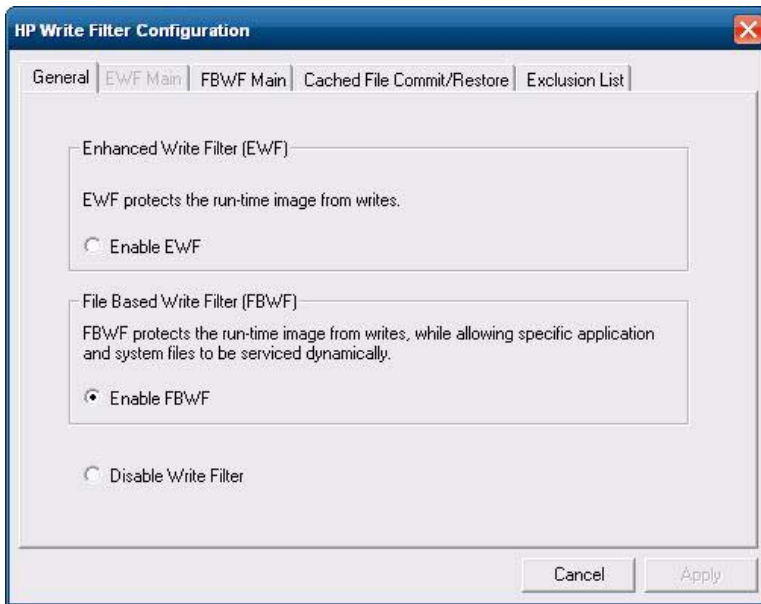 HP Write Filter Configuration
General EWF Main FBWF Main Cached File Commit/Restore Exclusion List
Enhanced Write Filter (EWF)
EWF protects the run-time image from writes.
Enable EWF
File Based Write Filter (FBWF)
FBWF protects the run-time image from writes, while allowing specific application
and system files to be serviced dynamically.
Enable FBWF
Disable Write Filter
Cancel Apply